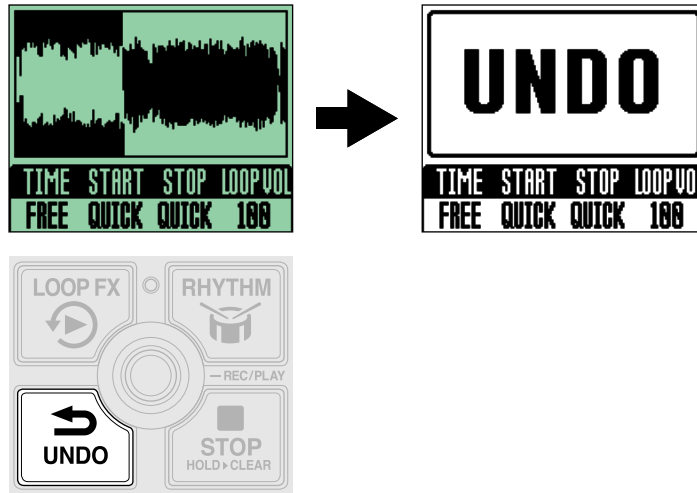 TIME START STOP LOOPVOL
FREE QUICK QUICK 100
UNDO
TIME START STOP LOOPVO
FREE QUICK QUICK 100
LOOP FX RHYTHM
REC/PLAY
UNDO STOP
HOLD▶CLEAR